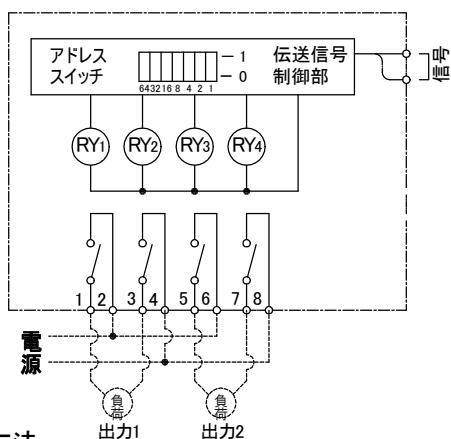 アドレス
スイッチ
1
0
64 32 16 8 4 2 1
伝送信号
制御部
信号
RY1 RY2 RY3 RY4
1 2 3 4 5 6 7 8
電源
負荷 負荷
出力1 出力2